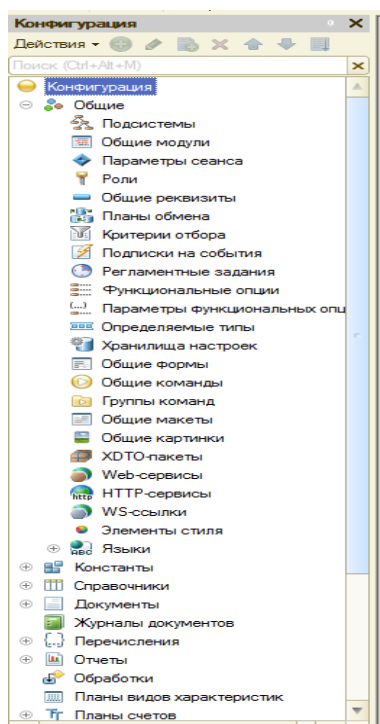 Конфигурация
Действия
Поиск (Ctrl+Alt+M)
Конфигурация
Общие
Подсистемы
Общие модули
Параметры сеанса
Роли
Общие реквизиты
Планы обмена
Критерии отбора
Подписки на события
Регламентные задания
Функциональные опции
Параметры функциональных опц
Определяемые типы
Хранилища настроек
Общие формы
Общие команды
Группы команд
Общие макеты
Общие картинки
XDTO-пакеты
Web-сервисы
HTTP-сервисы
WS-ссылки
Элементы стиля
Языки
Константы
Справочники
Документы
Журналы документов
Перечисления
Отчеты
Обработки
Планы видов характеристик
Планы счетов